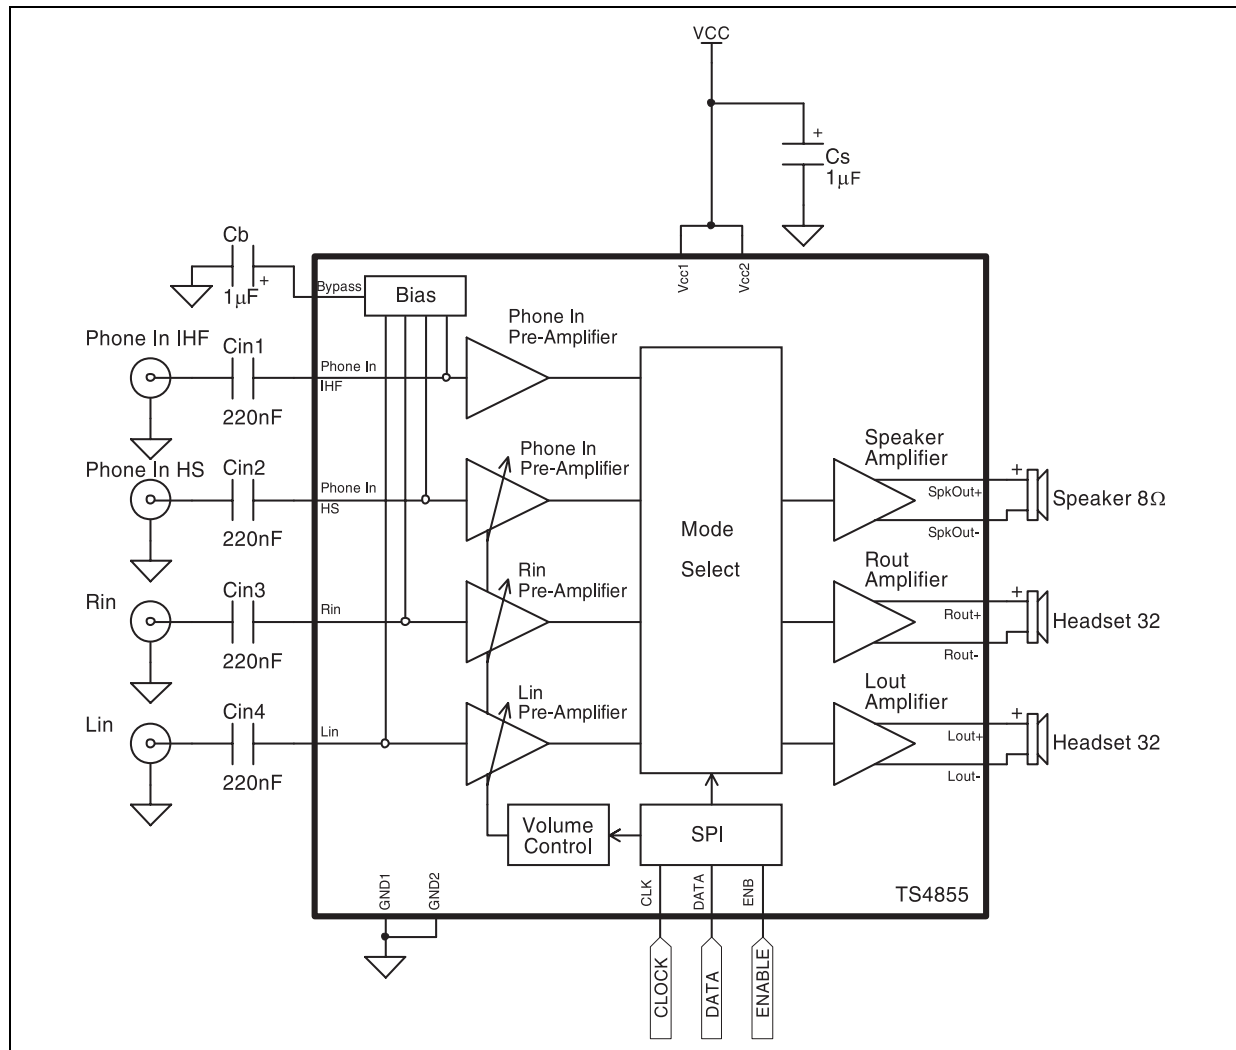 VCC
+
Cs
1µF
Cb
+
1µF
Vcc1
Vcc2
Bypass
Bias
Phone In IHF
Cin1
220nF
Phone In
IHF
Phone In
Pre-Amplifier
Phone In HS
Cin2
220nF
Phone In
HS
Phone In
Pre-Amplifier
Rin
Cin3
220nF
Rin
Rin
Pre-Amplifier
Lin
Cin4
220nF
Lin
Lin
Pre-Amplifier
Mode
Select
Speaker
Amplifier
SpkOut+
SpkOut-
+
Speaker 8Ω
Rout
Amplifier
Rout+
Rout-
+
Headset 32
Lout
Amplifier
Lout+
Lout-
+
Headset 32
Volume
Control
SPI
GND1
GND2
CLK
DATA
ENB
TS4855
CLOCK
DATA
ENABLE